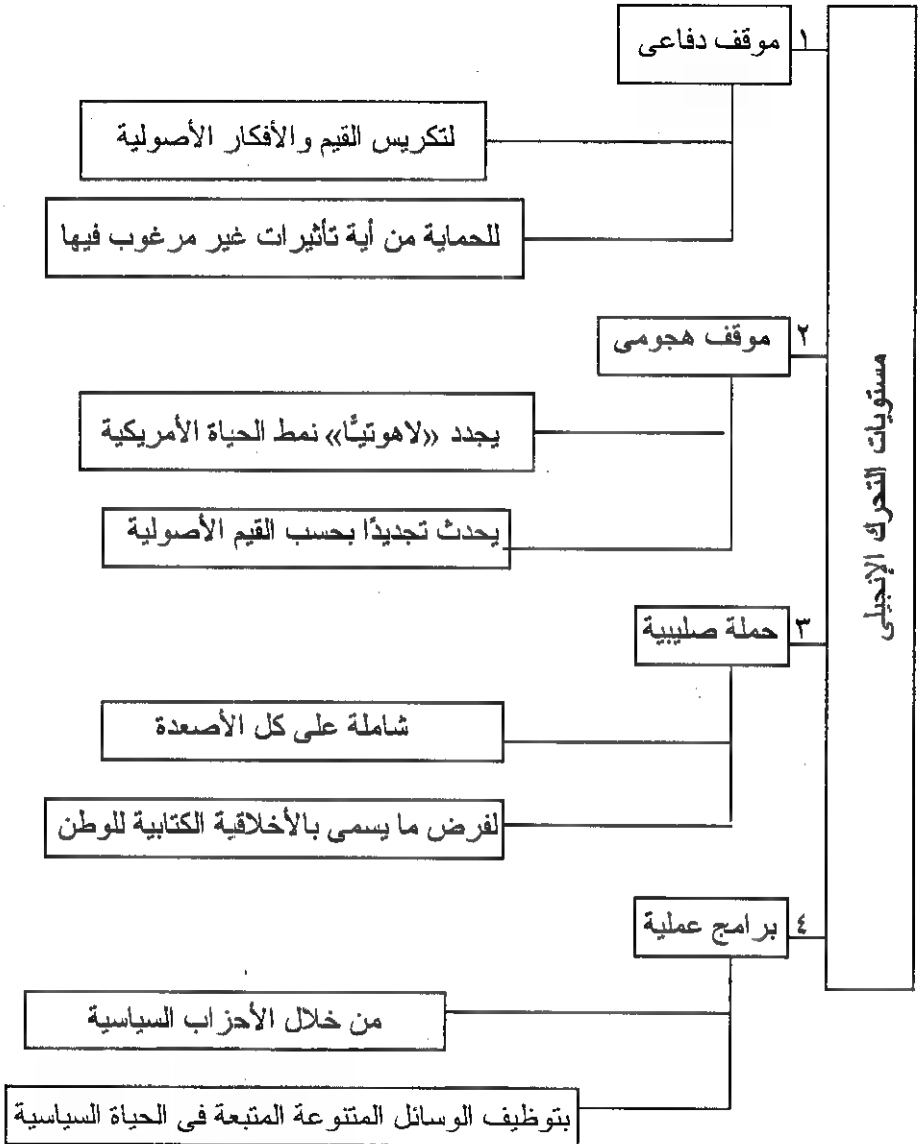 مستويات التحرك الإنجيلى
١ موقف دفاعى
لتكريس القيم والأفكار الأصولية
للحماية من أية تأثيرات غير مرغوب فيها
٢ موقف هجومى
يجدد «لاهوتيًّا» نمط الحياة الأمريكية
يحدث تجديدًا بحسب القيم الأصولية
٣ حملة صليبية
شاملة على كل الأصعدة
لفرض ما يسمى بالأخلاقية الكتابية للوطن
٤ برامج عملية
من خلال الأحزاب السياسية
بتوظيف الوسائل المتنوعة المتبعة فى الحياة السياسية